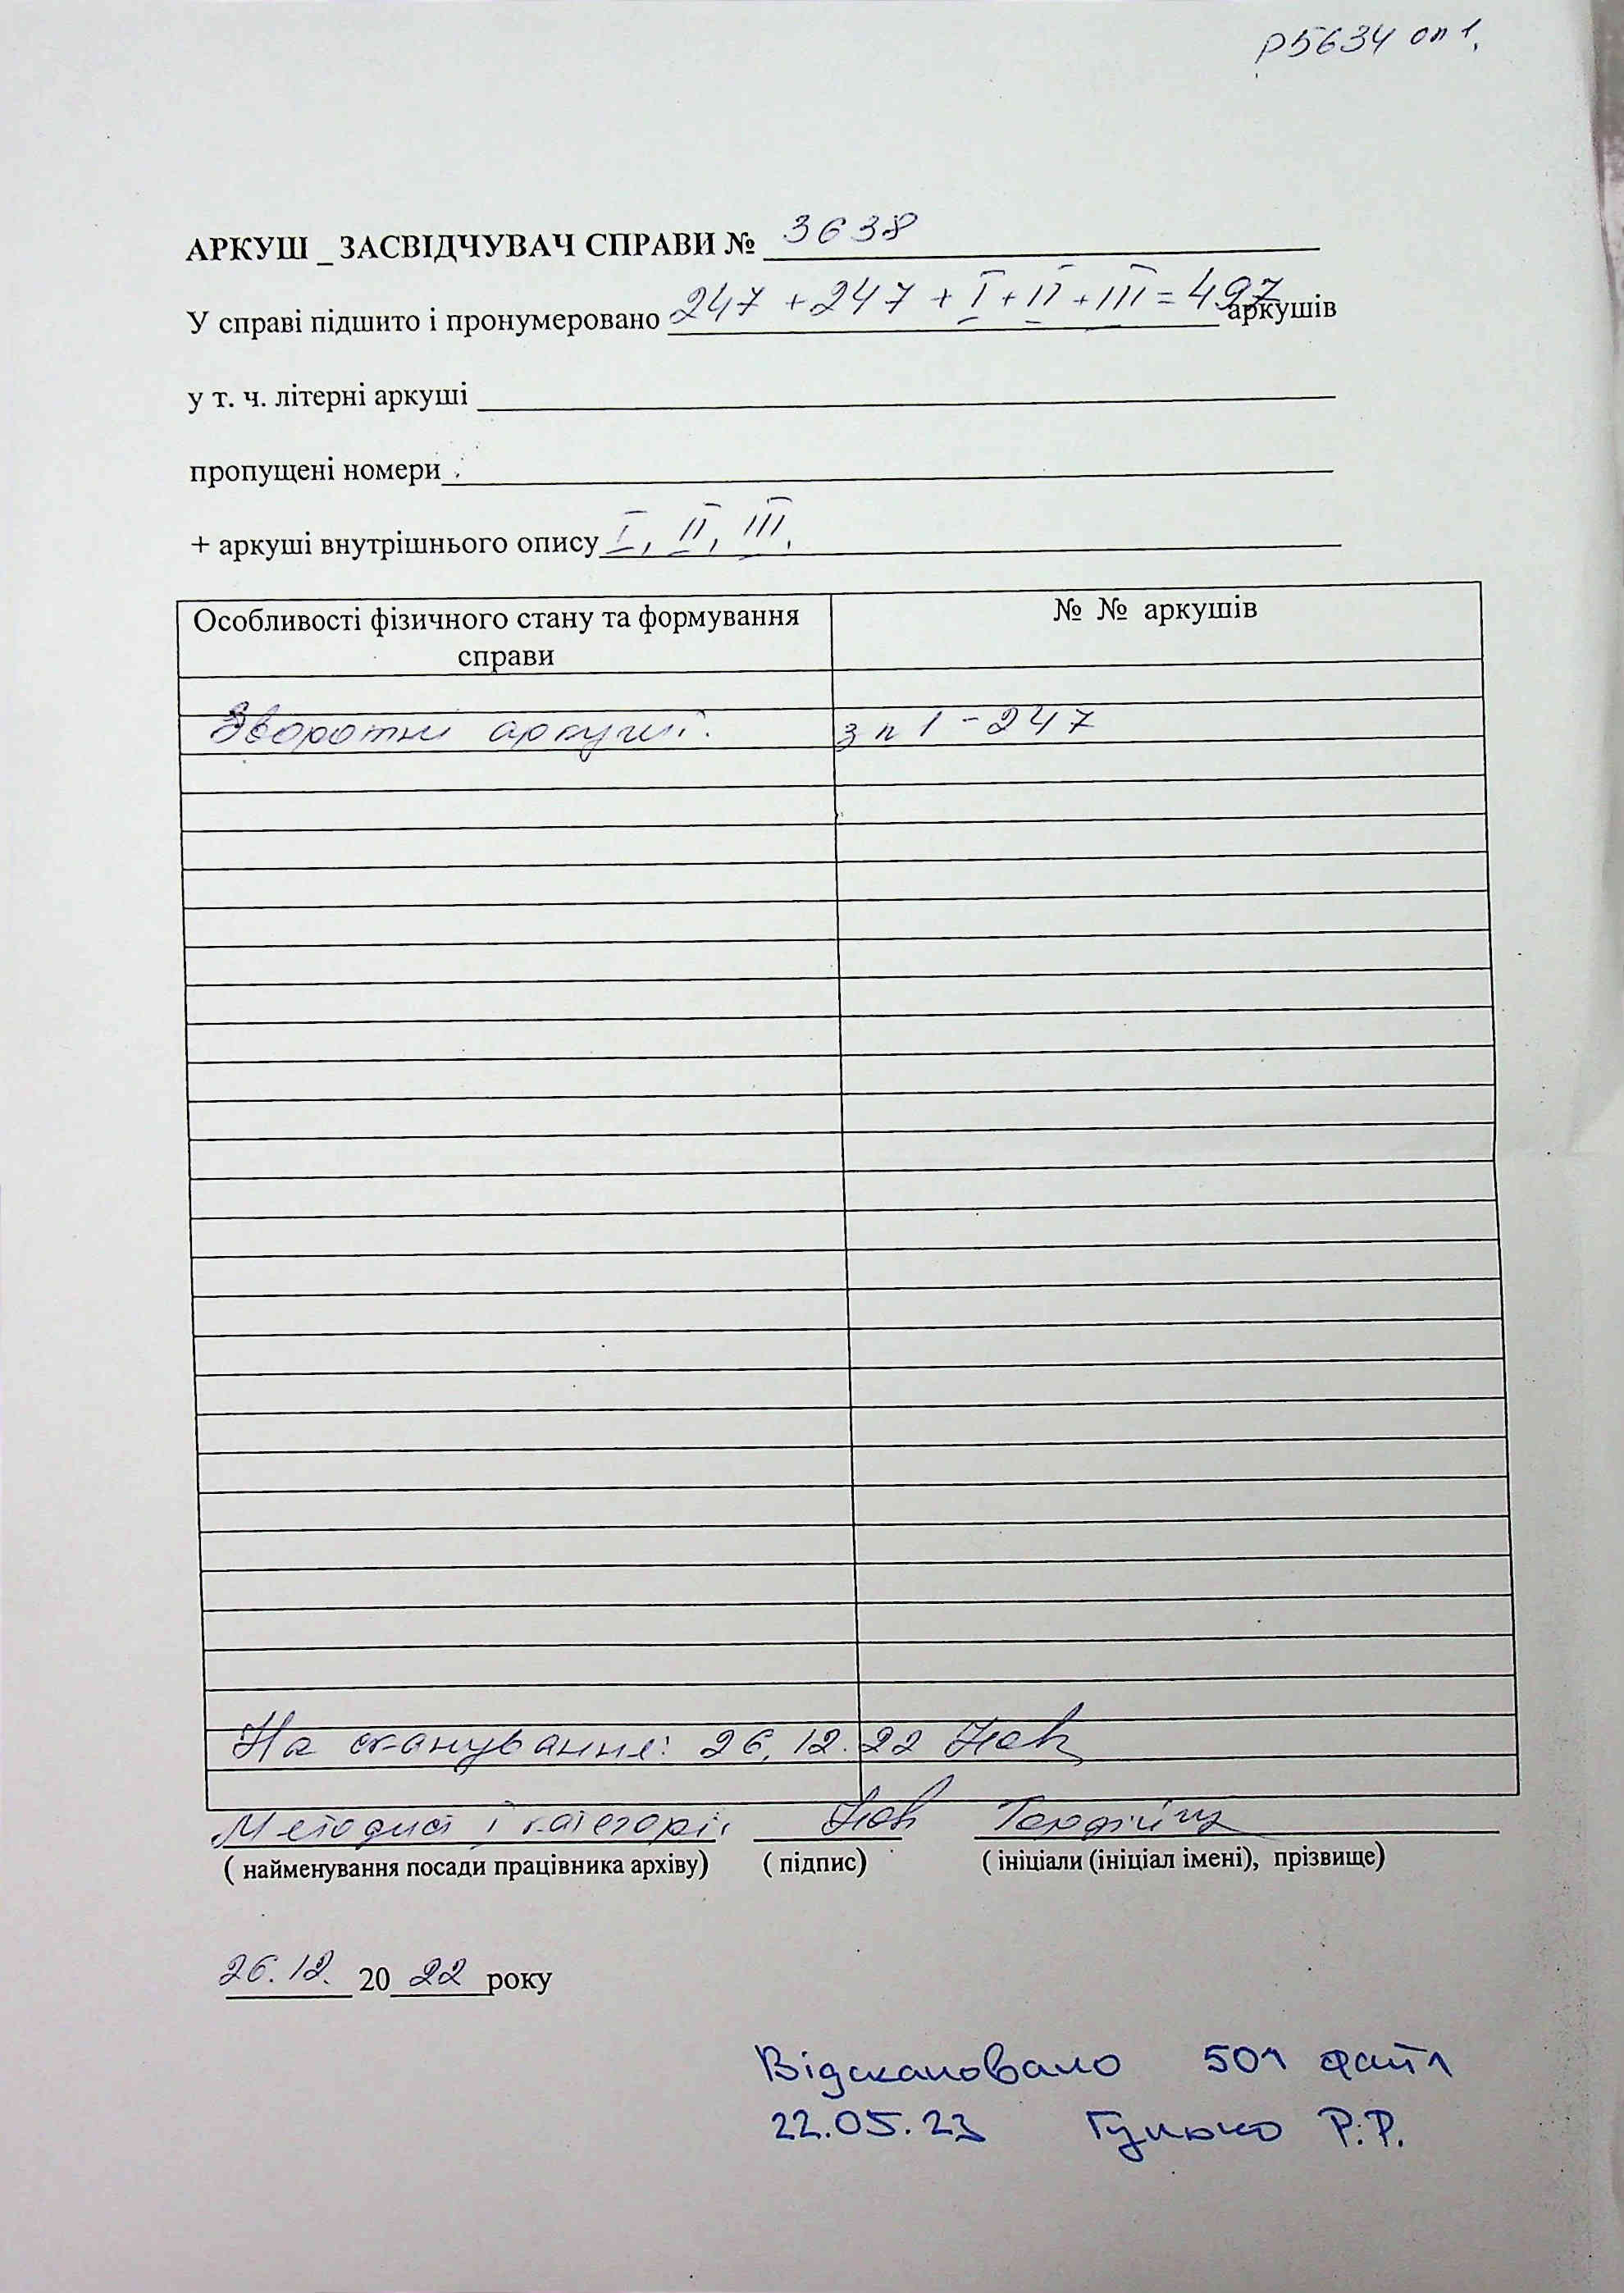 Р5634 оп 1.
АРКУШ _ ЗАСВІДЧУВАЧ СПРАВИ № 3638
У справі підшито і пронумеровано 247 + 247 + I + II + III = 497 аркушів
у т. ч. літерні аркуші
пропущені номери
+ аркуші внутрішнього опису I, II, III.
Особливості фізичного стану та формування справи
№ № аркушів
Зворотні аркуші. з п 1 - 247
На сканування: 26.12.22
Методист і категорії
( найменування посади працівника архіву) ( підпис) ( ініціали (ініціал імені), прізвище)
26.12. 20 22 року
Відскановано 501 файл
22.05.23 Гулько Р.Р.